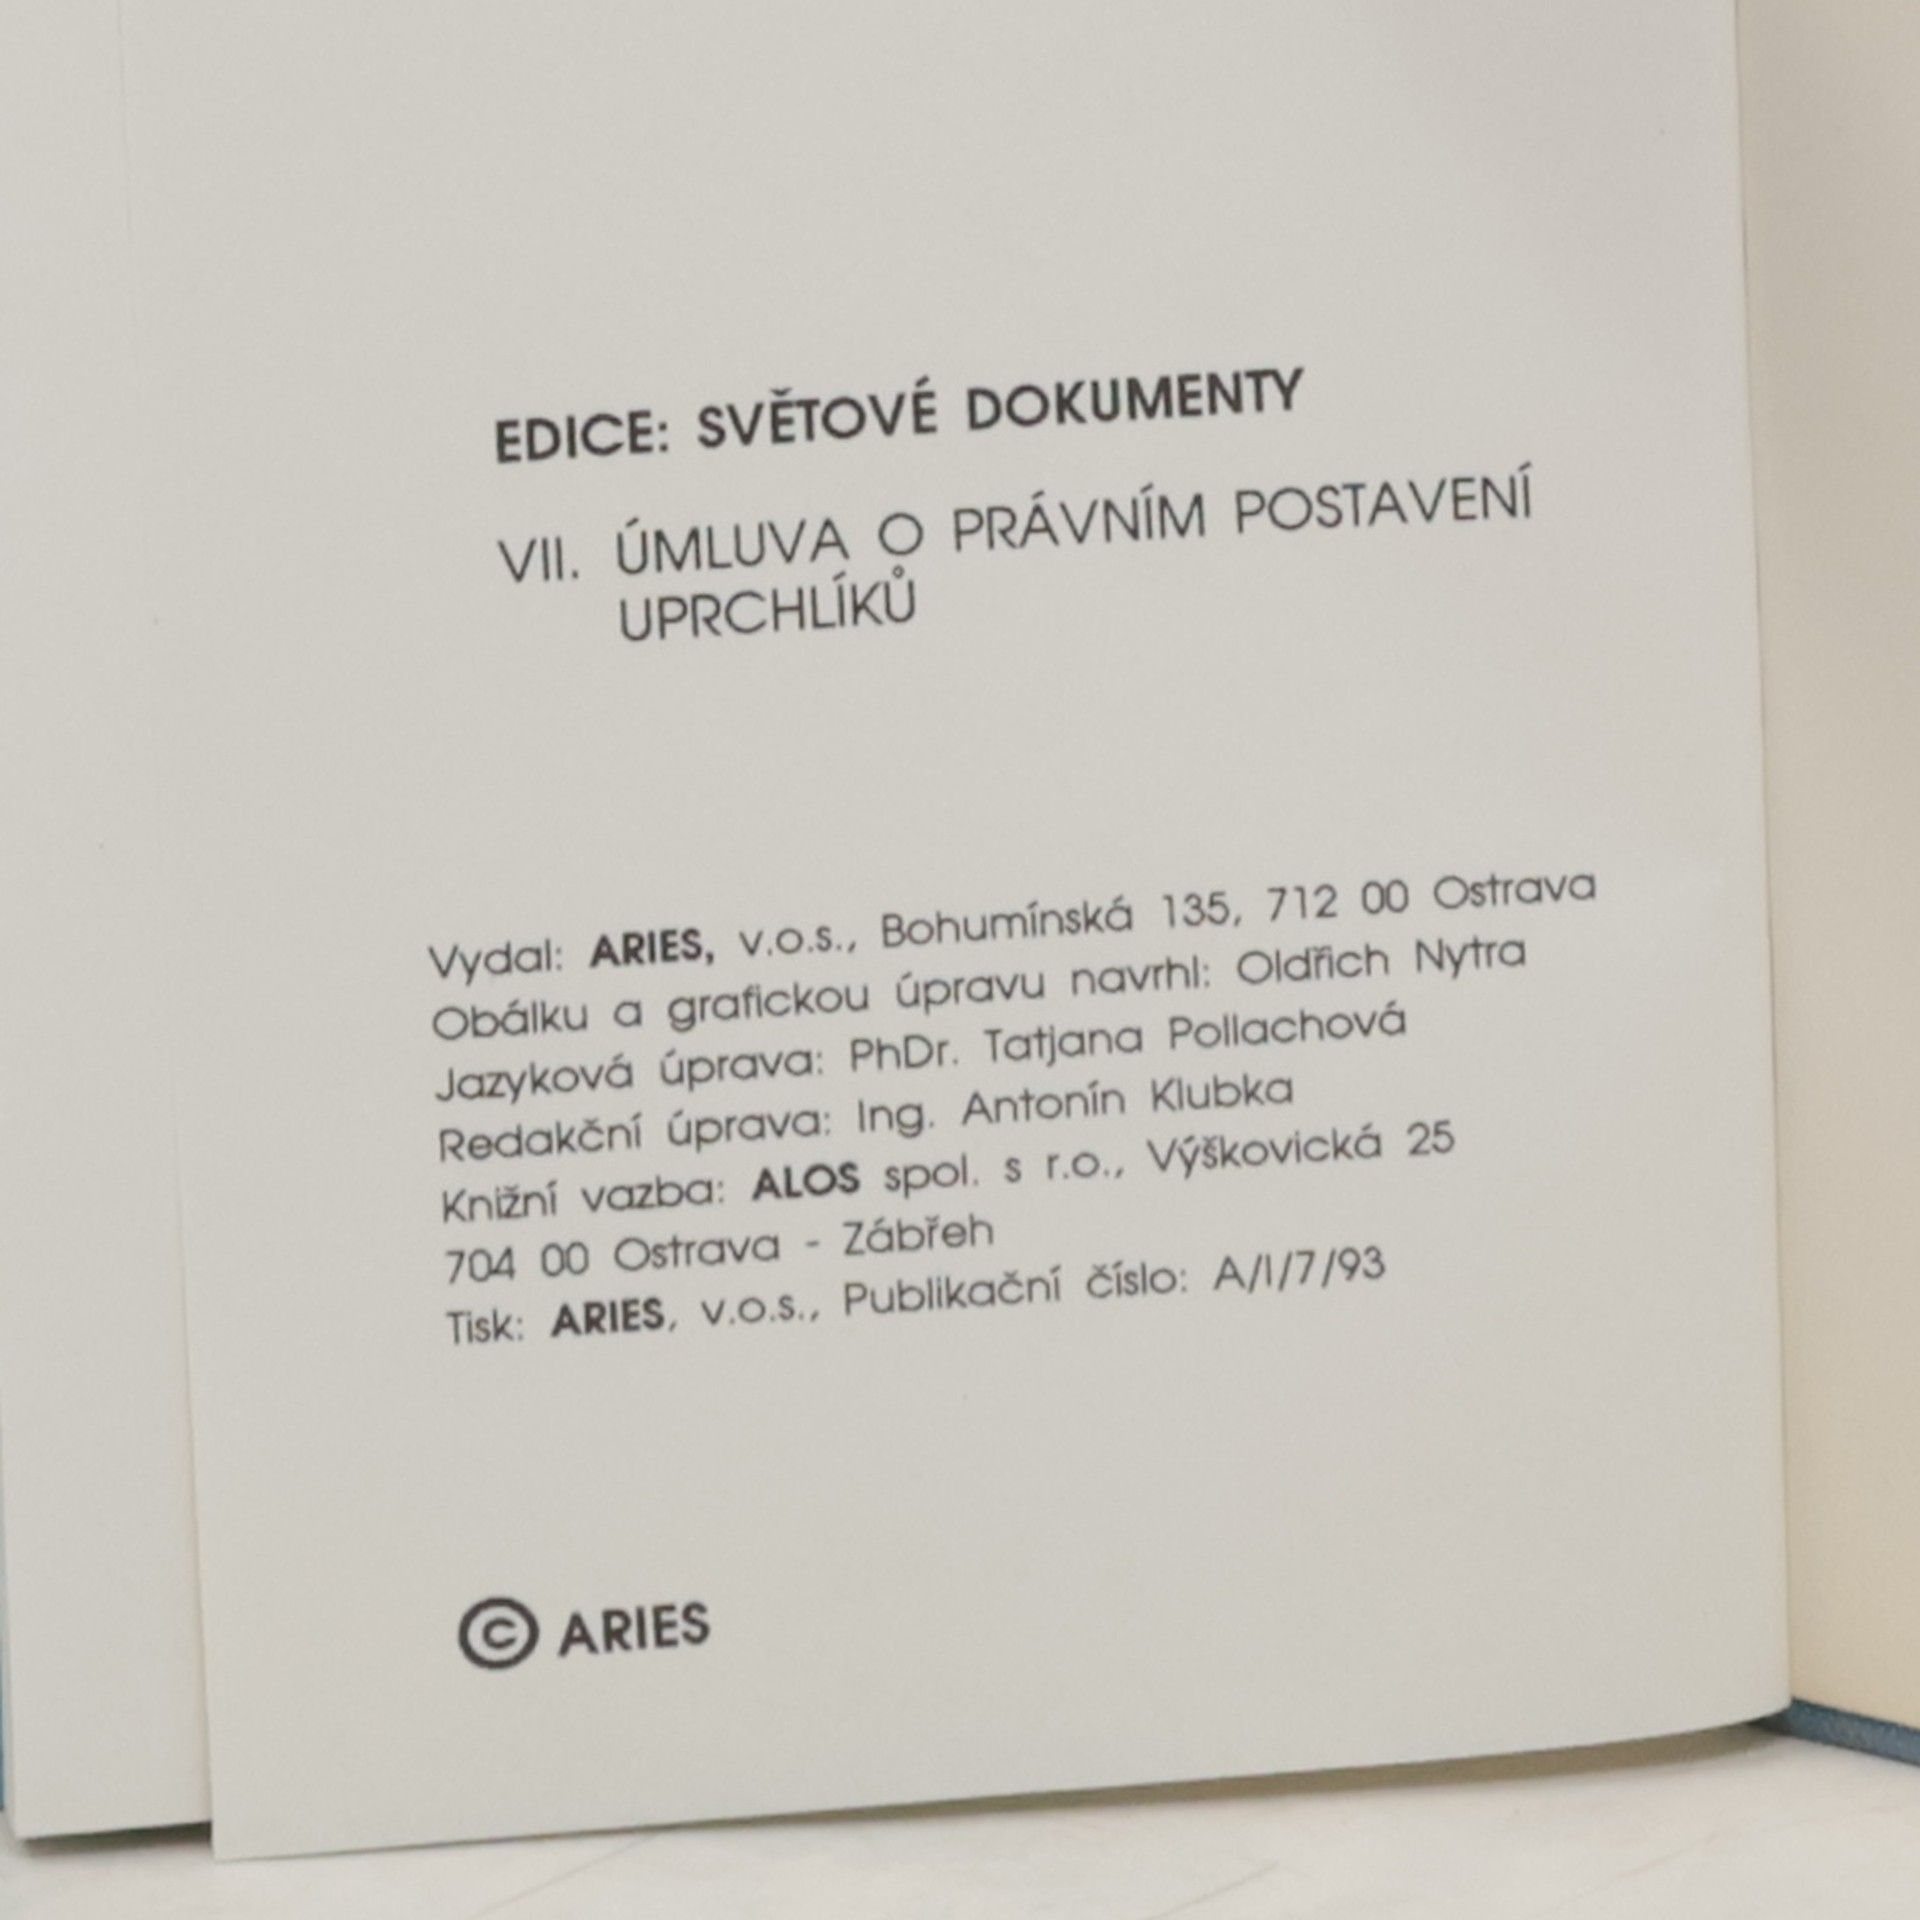 EDICE: SVĚTOVÉ DOKUMENTY
VII. ÚMLUVA O PRÁVNÍM POSTAVENÍ
UPRCHLÍKŮ
Vydal: ARIES, v.o.s., Bohumínská 135, 712 00 Ostrava
Obálku a grafickou úpravu navrhl: Oldřich Nytra
Jazyková úprava: PhDr. Tatjana Pollachová
Redakční úprava: Ing. Antonín Klubka
Knižní vazba: ALOS spol. s r.o., Výškovická 25
704 00 Ostrava - Zábřeh
Tisk: ARIES, v.o.s., Publikační číslo: A/I/7/93
© ARIES